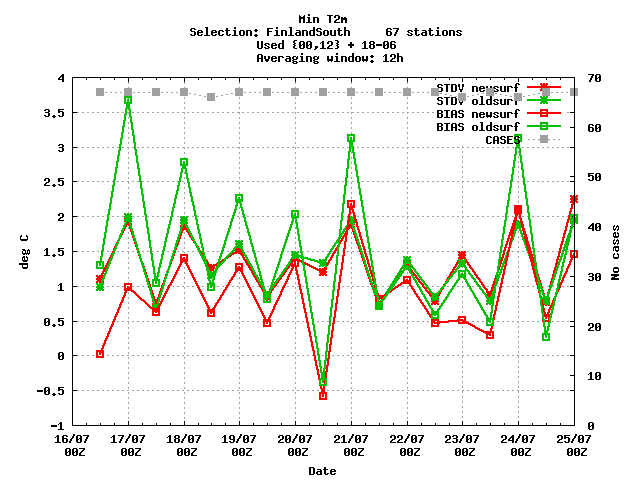 Min T2m
Selection: FinlandSouth     67 stations
Used {00,12} + 18-06
Averaging window: 12h
4
3.5
3
2.5
2
1.5
1
0.5
0
-0.5
-1
deg C
70
60
50
40
30
20
10
0
No cases
STDV newsurf
STDV oldsurf
BIAS newsurf
BIAS oldsurf
CASES
16/07 17/07 18/07 19/07 20/07 21/07 22/07 23/07 24/07 25/07
00Z 00Z 00Z 00Z 00Z 00Z 00Z 00Z 00Z 00Z
Date